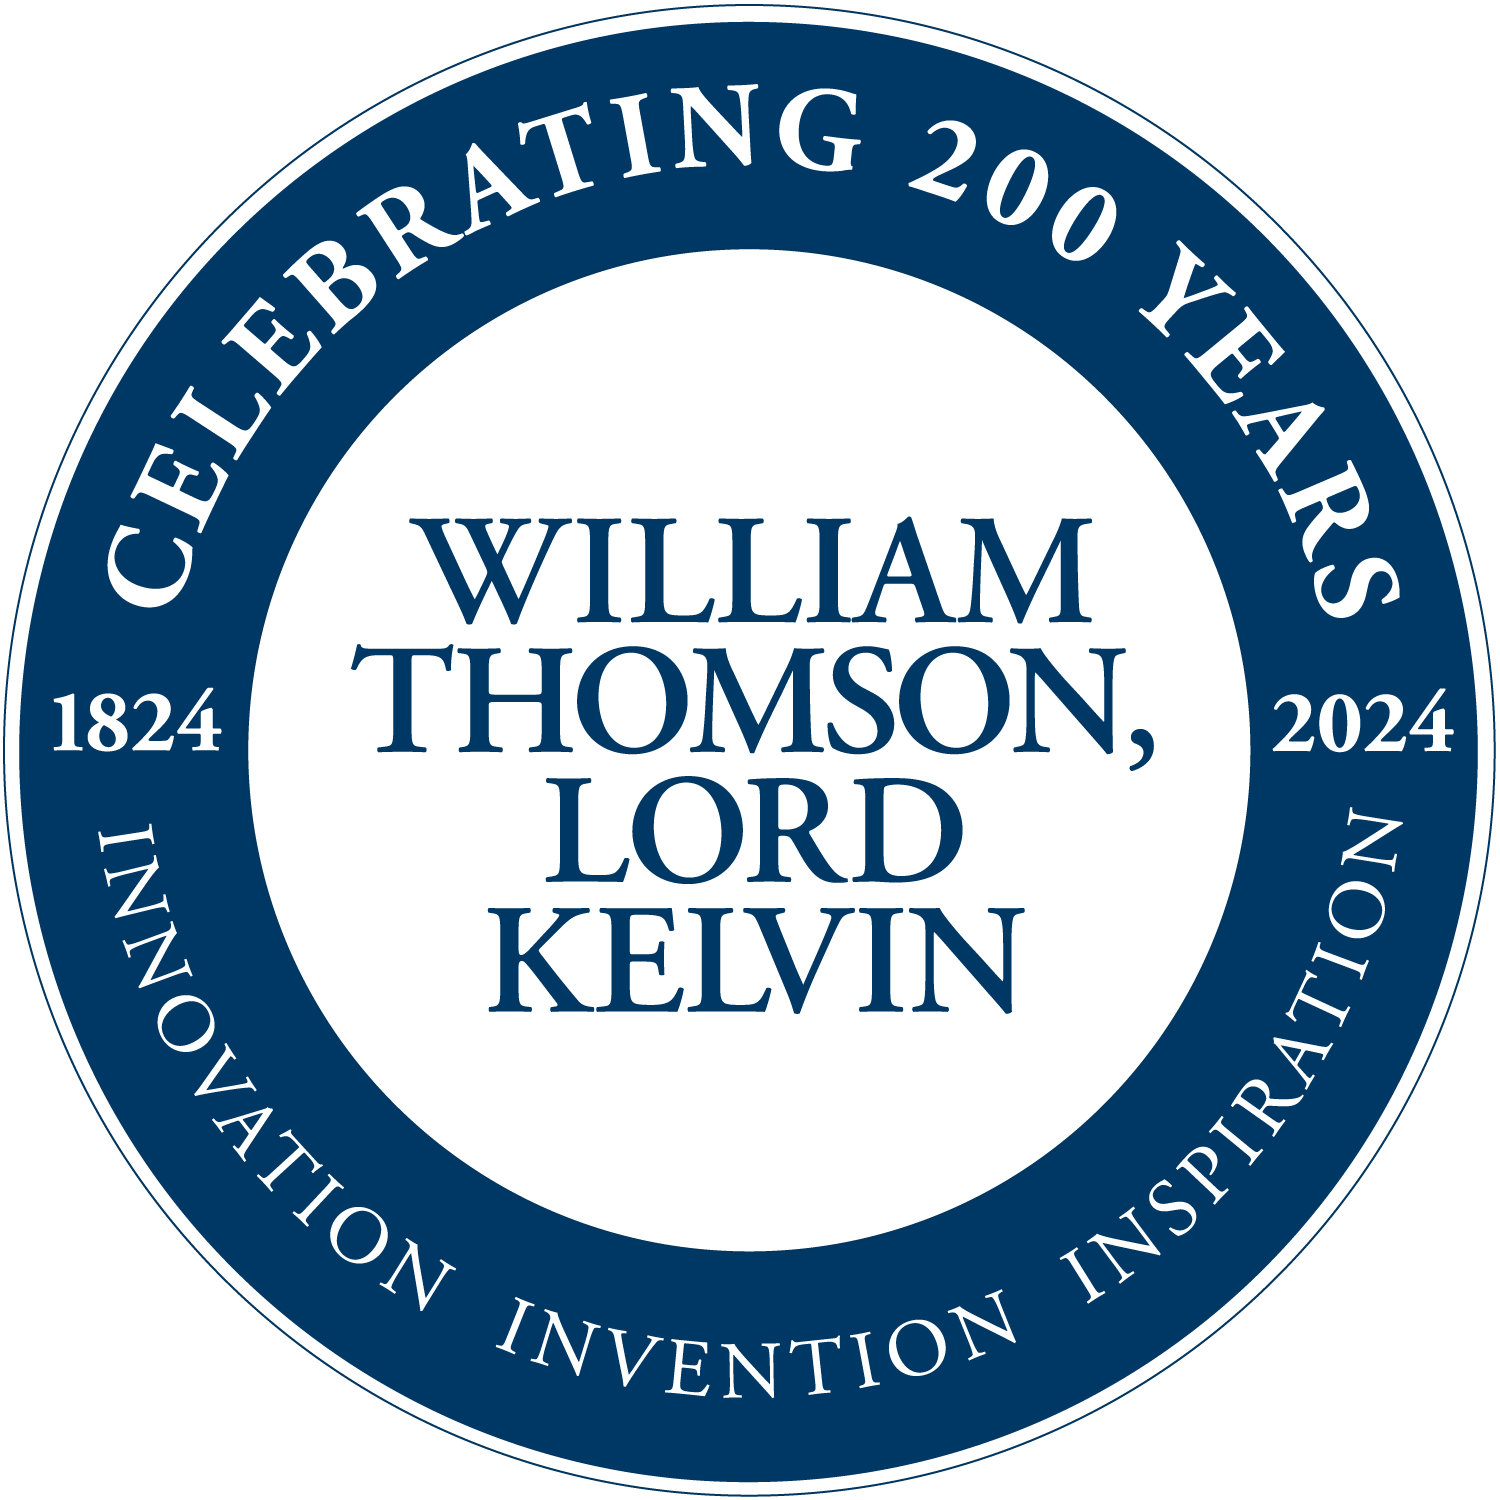 CELEBRATING 200 YEARS
WILLIAM
THOMSON,
LORD
KELVIN
1824
2024
INNOVATION INVENTION INSPIRATION